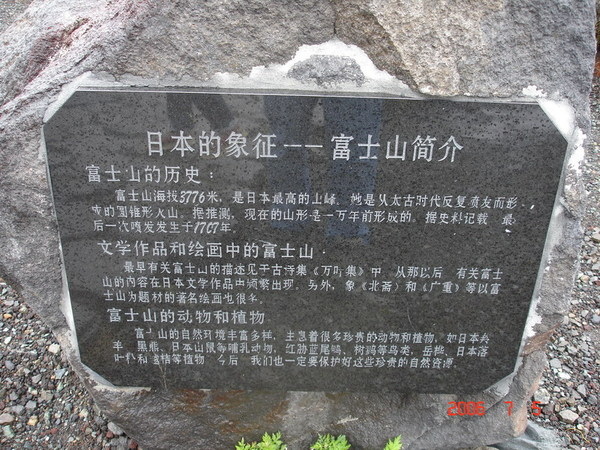 日本的象征——富士山简介
富士山的历史：
富士山海拔3776米，是日本最高的山峰。她是从太古时代反复喷发而形
成的圆锥形火山。据推测，现在的山形是一万年前形成的。据史料记载，最
后一次喷发发生于1707年。
文学作品和绘画中的富士山：
最早有关富士山的描述见于古诗集《万叶集》中，从那以后，有关富士
山的内容在日本文学作品中频繁出现。另外，象《北斋》和《广重》等以富
士山为题材的著名绘画也很多。
富士山的动物和植物
富士山的自然环境丰富多样，生息着很多珍贵的动物和植物，如日本羚
羊、黑熊、日本山鼠等哺乳动物，红胁蓝尾鸲、树鹨等鸟类，岳桦、日本落
叶松和 等植物。今后，我们也一定要保护好这些珍贵的自然资源。
2006 7 5